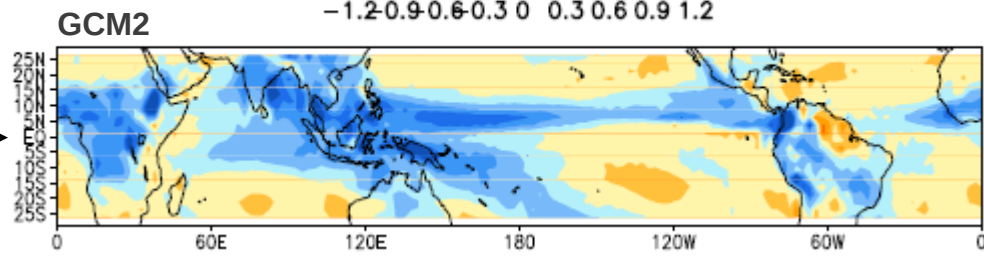 −1.2-0.9-0.6-0.3 0 0.3 0.6 0.9 1.2
GCM2
25N
20N
15N
10N
5N
EQ
5S
10S
15S
20S
25S
0 60E 120E 180 120W 60W 0